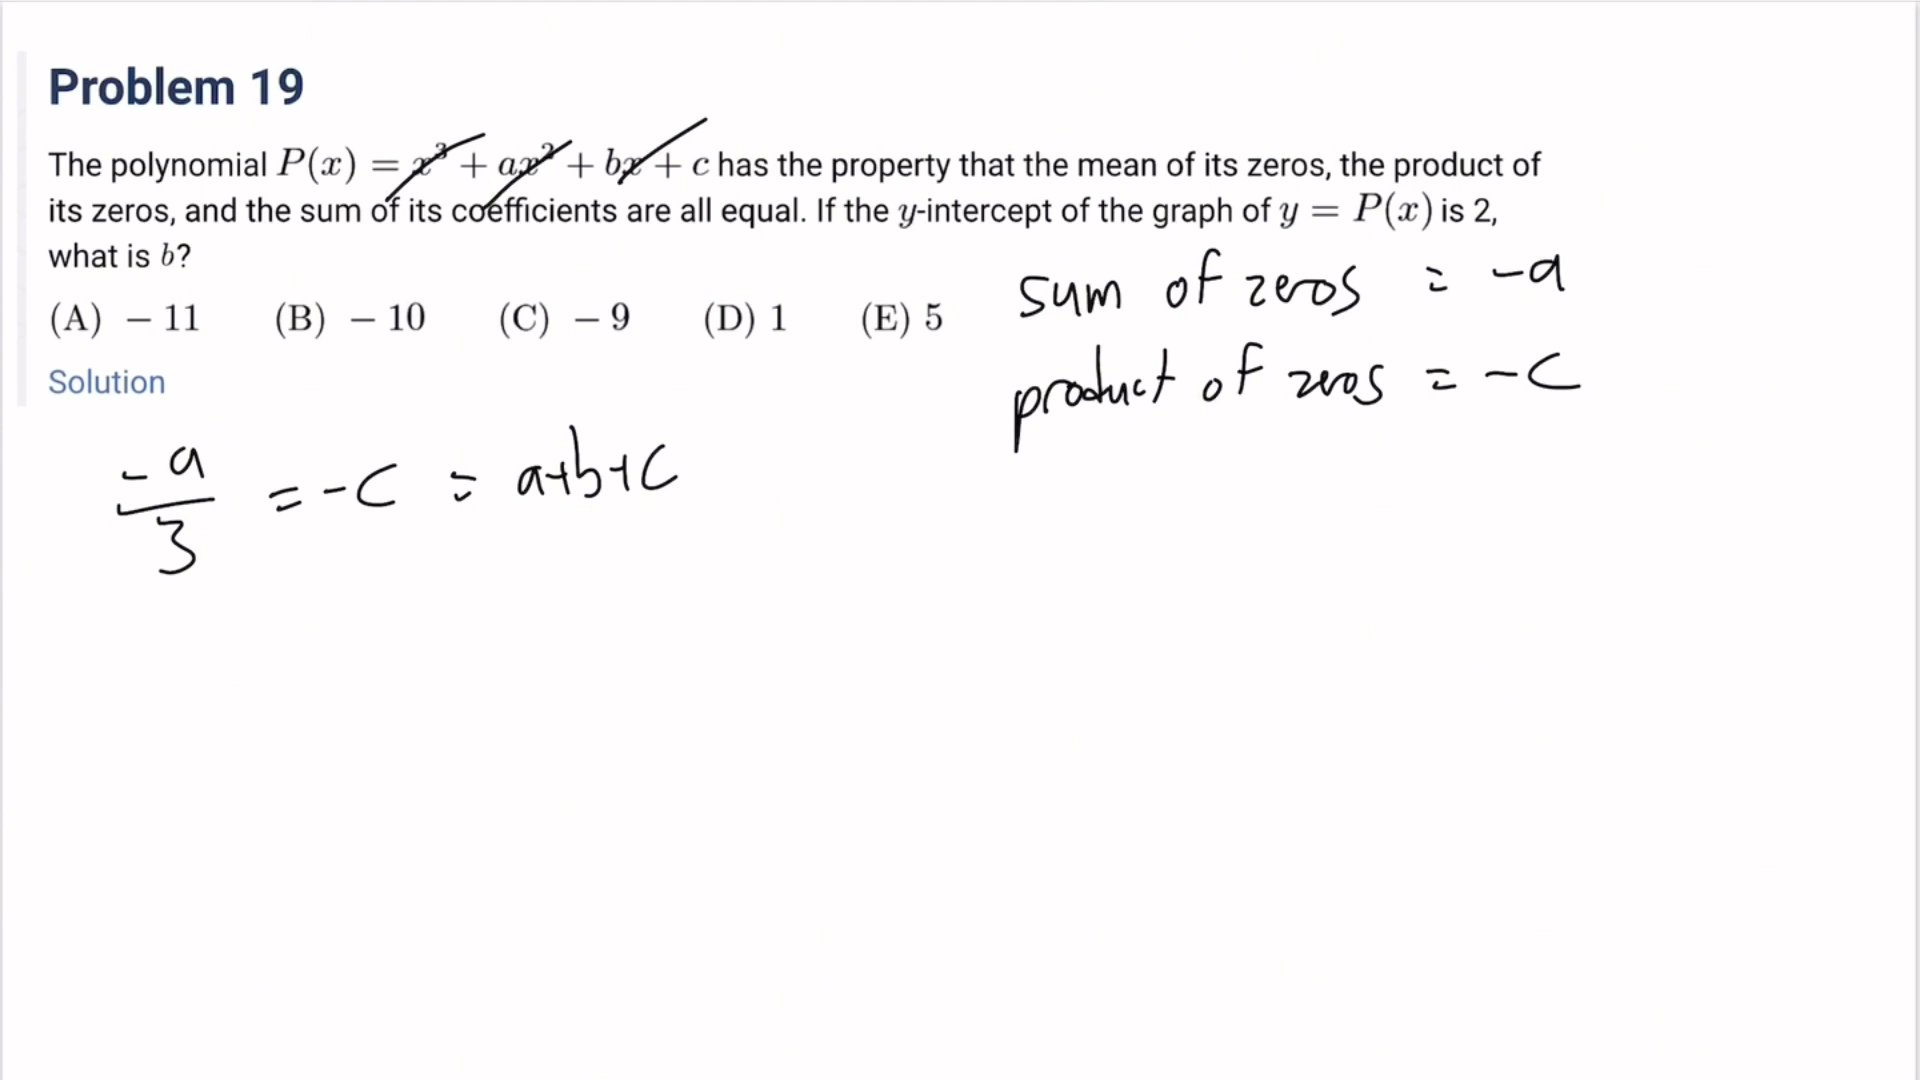 Problem 19
The polynomial P(x) = x³ + ax² + bx + c has the property that the mean of its zeros, the product of
its zeros, and the sum of its coefficients are all equal. If the y-intercept of the graph of y = P(x) is 2,
what is b?
(A) − 11 (B) − 10 (C) − 9 (D) 1 (E) 5
Solution
sum of zeros = -a
product of zeros = -c
-a/3 = -c = a+b+c